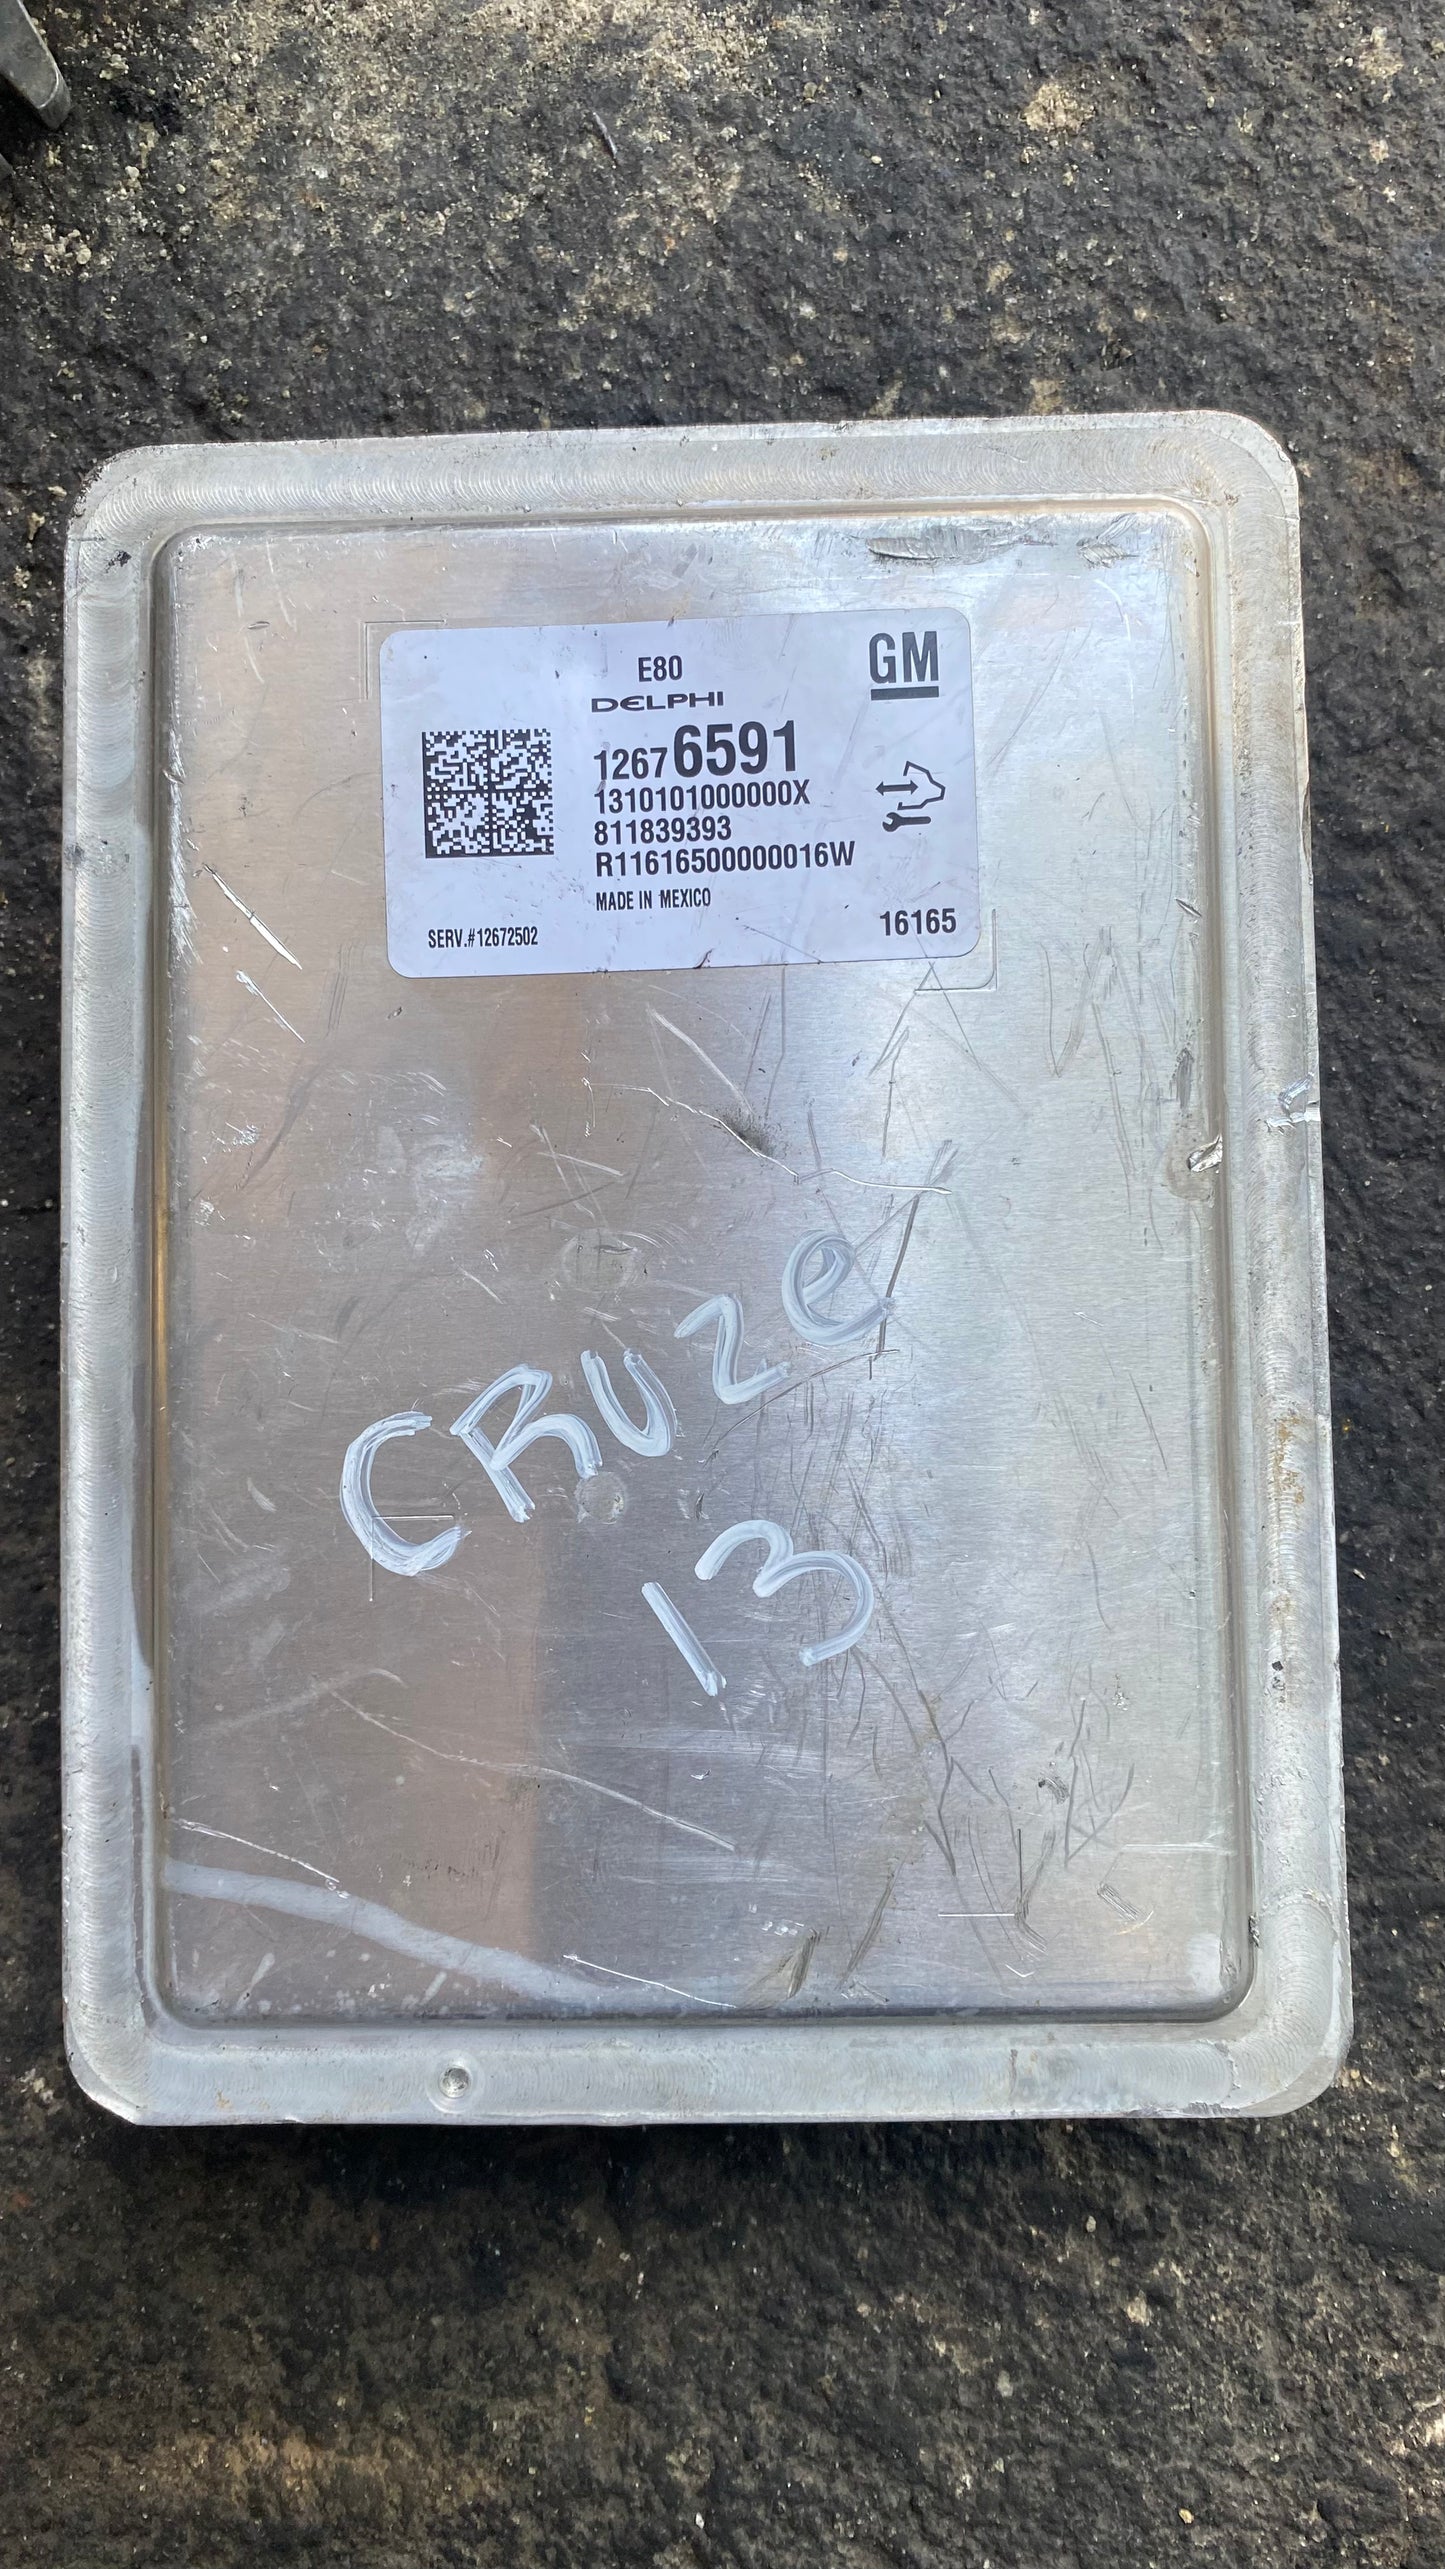 E80
GM
DELPHI
12676591
1310101000000X
811839393
R11616500000016W
MADE IN MEXICO
SERV.#12672502
16165
CRUZe
13